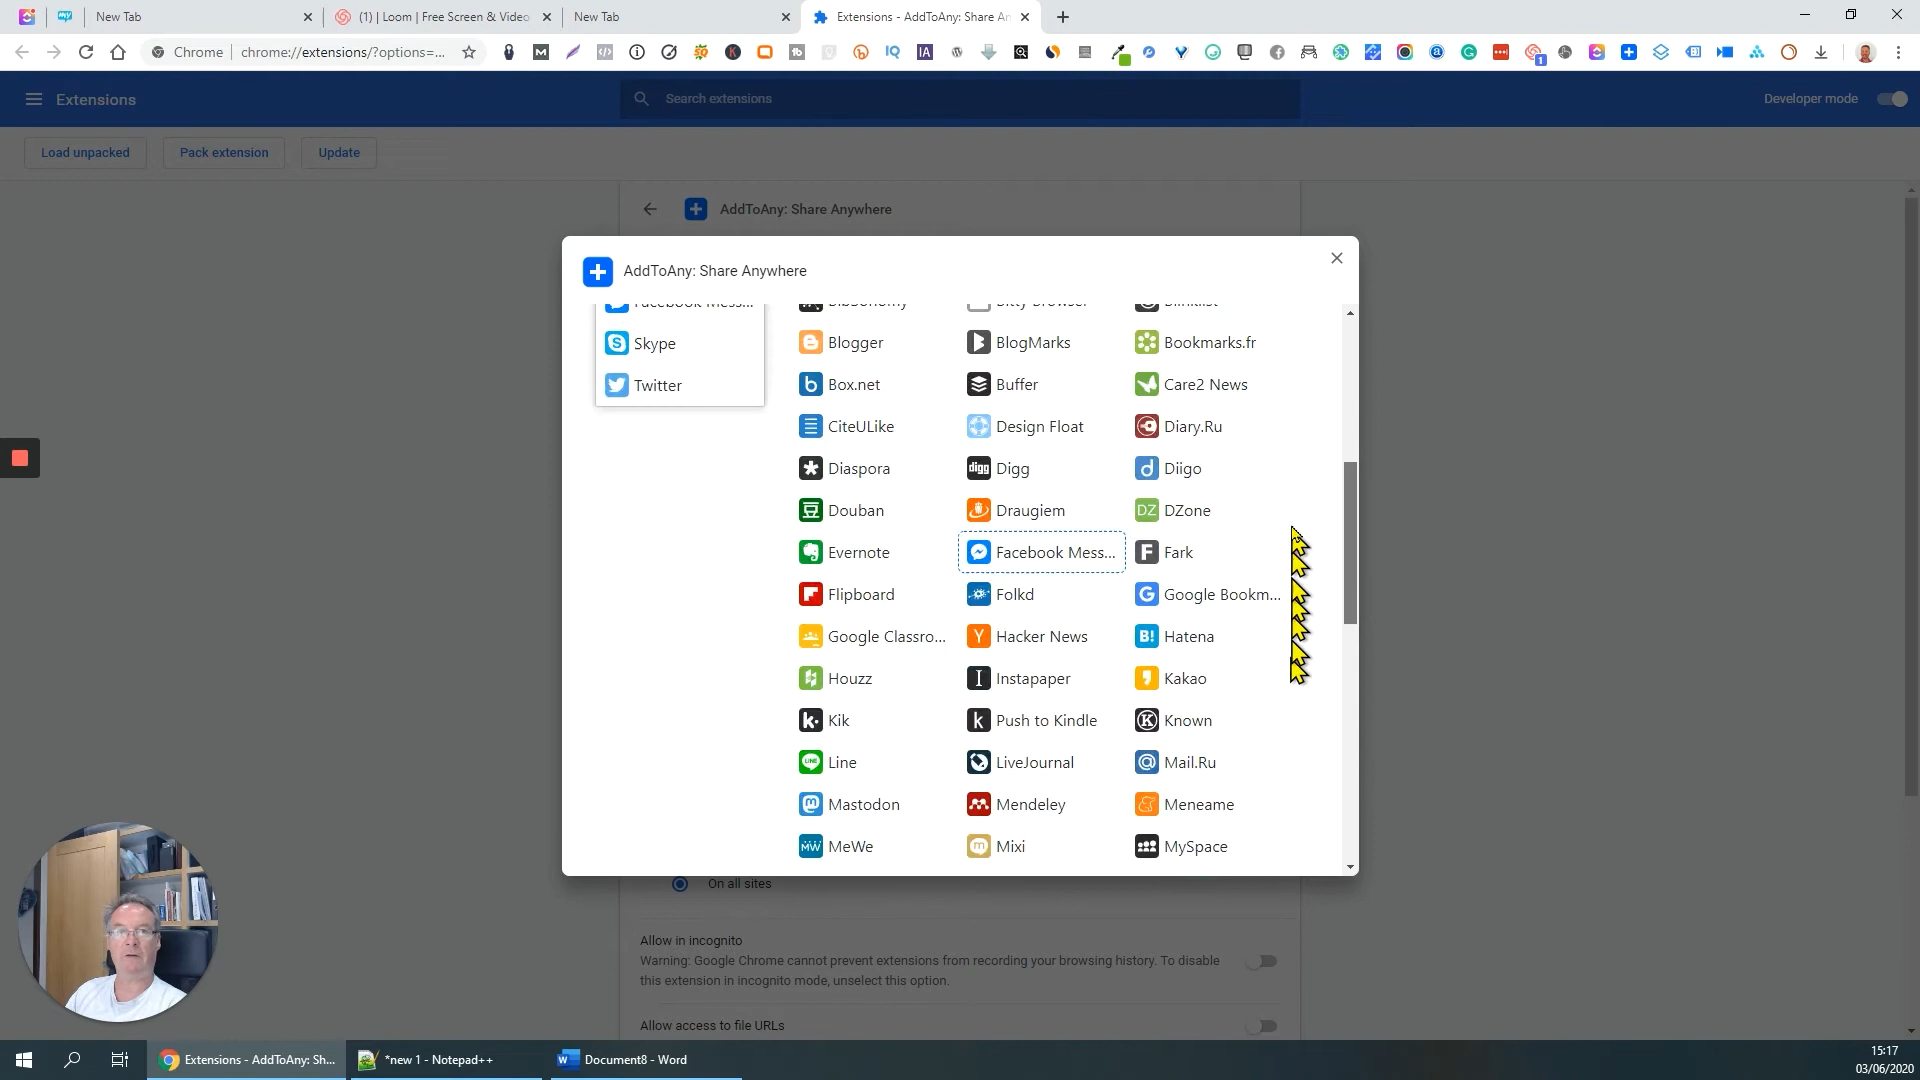 New Tab
(1) | Loom | Free Screen & Video
New Tab
Extensions - AddToAny: Share An
Chrome
chrome://extensions/?options=...
Extensions
Search extensions
Developer mode
Load unpacked
Pack extension
Update
AddToAny: Share Anywhere
AddToAny: Share Anywhere
Facebook Mess...
BibSonomy
Bitty Browser
Blinklist
Skype
Blogger
BlogMarks
Bookmarks.fr
Twitter
Box.net
Buffer
Care2 News
CiteULike
Design Float
Diary.Ru
Diaspora
Digg
Diigo
Douban
Draugiem
DZone
Evernote
Facebook Mess...
Fark
Flipboard
Folkd
Google Bookm...
Google Classro...
Hacker News
Hatena
Houzz
Instapaper
Kakao
Kik
Push to Kindle
Known
Line
LiveJournal
Mail.Ru
Mastodon
Mendeley
Meneame
MeWe
Mixi
MySpace
On all sites
Allow in incognito
Warning: Google Chrome cannot prevent extensions from recording your browsing history. To disable
this extension in incognito mode, unselect this option.
Allow access to file URLs
Extensions - AddToAny: Sh...
*new 1 - Notepad++
Document8 - Word
15:17
03/06/2020